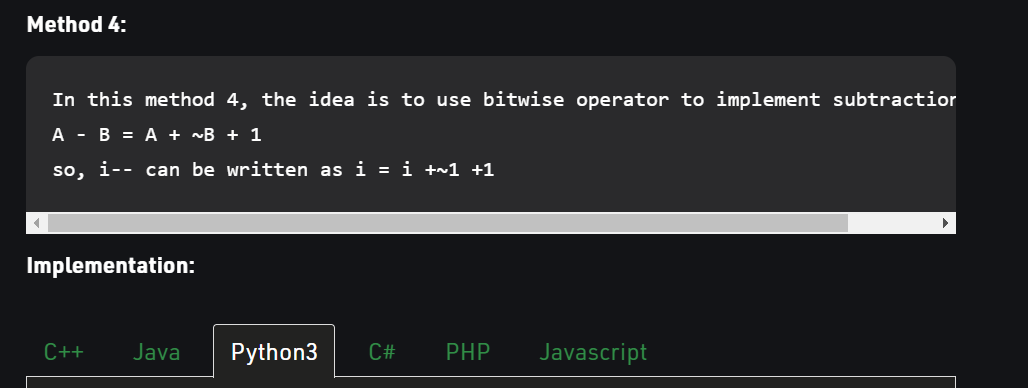 Method 4:
In this method 4, the idea is to use bitwise operator to implement subtraction
A - B = A + ~B + 1
so, i-- can be written as i = i +~1 +1
Implementation:
C++ Java Python3 C# PHP Javascript